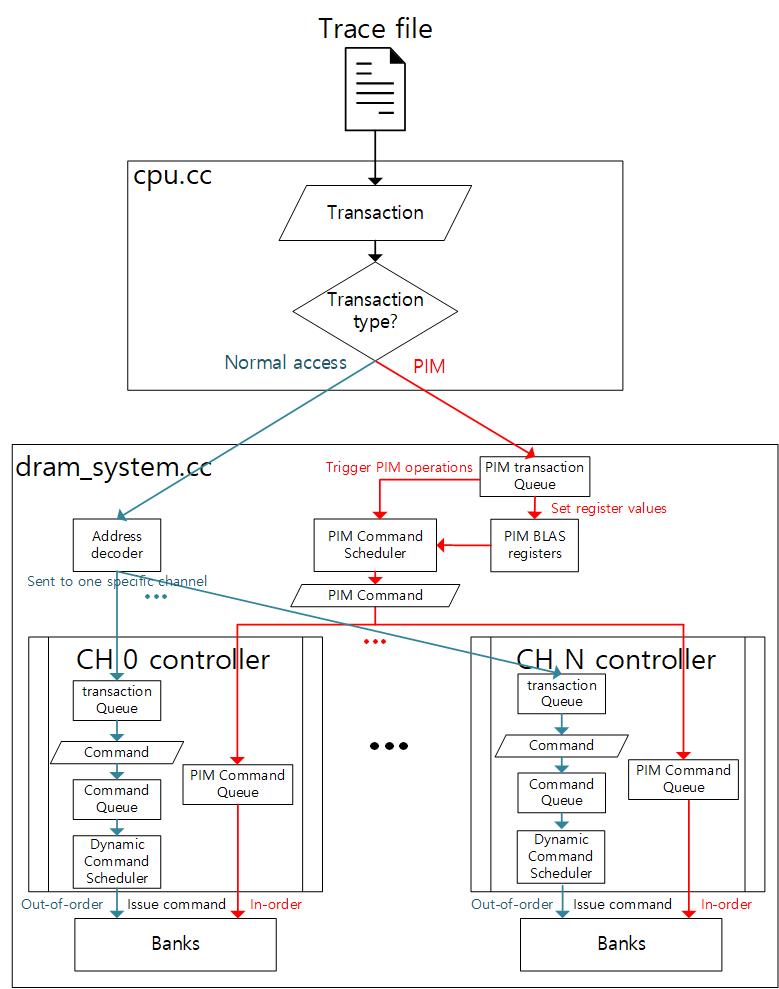 Trace file
cpu.cc
Transaction
Transaction
type?
Normal access
PIM
dram_system.cc
Trigger PIM operations
PIM transaction
Queue
Set register values
Address
decoder
PIM Command
Scheduler
PIM BLAS
registers
Sent to one specific channel
PIM Command
CH 0 controller
transaction
Queue
Command
Command
Queue
PIM Command
Queue
Dynamic
Command
Scheduler
Out-of-order
Issue command
In-order
Banks
CH N controller
transaction
Queue
Command
Command
Queue
PIM Command
Queue
Dynamic
Command
Scheduler
Out-of-order
Issue command
In-order
Banks